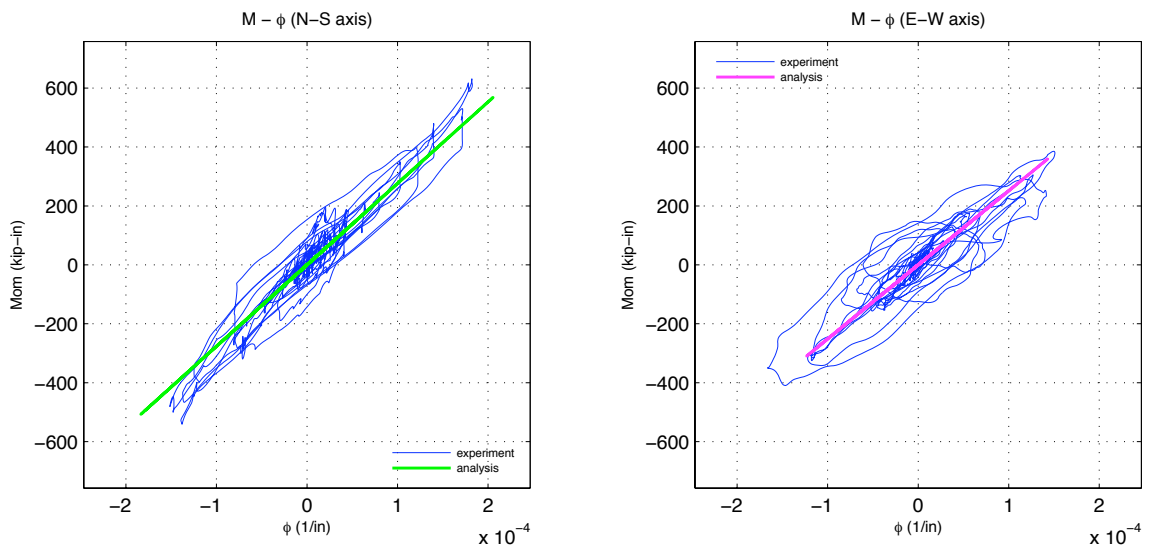 M − ϕ (N−S axis)
600
400
200
0
−200
−400
−600
Mom (kip−in)
experiment
analysis
−2
−1
0
1
2
ϕ (1/in)
x 10−4
M − ϕ (E−W axis)
experiment
analysis
600
400
200
0
−200
−400
−600
Mom (kip−in)
−2
−1
0
1
2
ϕ (1/in)
x 10−4